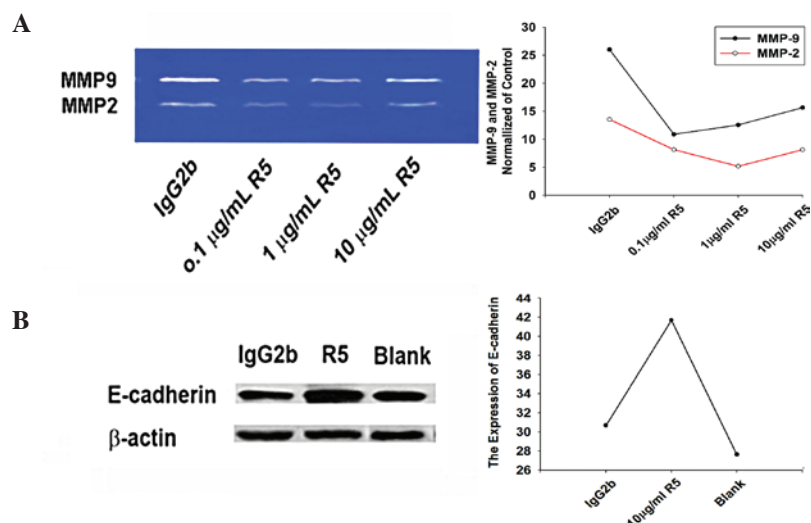 A
MMP9
MMP2
IgG2b
o.1 µg/mL R5
1 µg/mL R5
10 µg/mL R5
MMP-9 and MMP-2
Normallized of Control
30
25
20
15
10
5
0
MMP-9
MMP-2
IgG2b
0.1µg/ml R5
1µg/ml R5
10µg/ml R5
B
IgG2b R5 Blank
E-cadherin
β-actin
The Expression of E-cadherin
44
42
40
38
36
34
32
30
28
26
IgG2b
10µg/ml R5
Blank